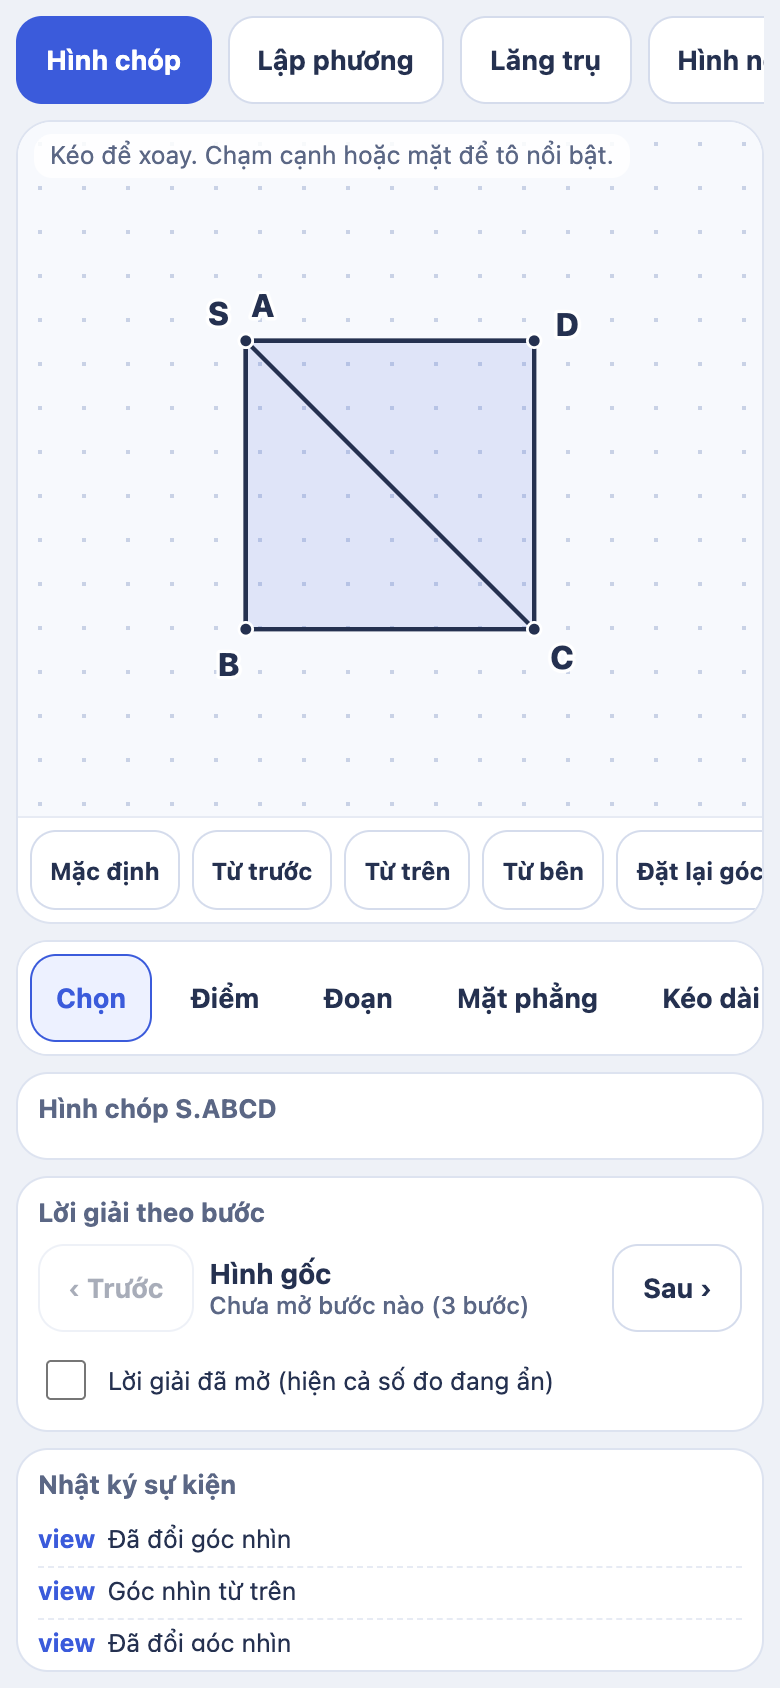 Hình chóp
Lập phương
Lăng trụ
Hình n
Kéo để xoay. Chạm cạnh hoặc mặt để tô nổi bật.
S A
D
B
C
Mặc định
Từ trước
Từ trên
Từ bên
Đặt lại góc
Chọn
Điểm
Đoạn
Mặt phẳng
Kéo dài
Hình chóp S.ABCD
Lời giải theo bước
‹ Trước
Hình gốc
Chưa mở bước nào (3 bước)
Sau ›
Lời giải đã mở (hiện cả số đo đang ẩn)
Nhật ký sự kiện
view Đã đổi góc nhìn
view Góc nhìn từ trên
view Đã đổi góc nhìn